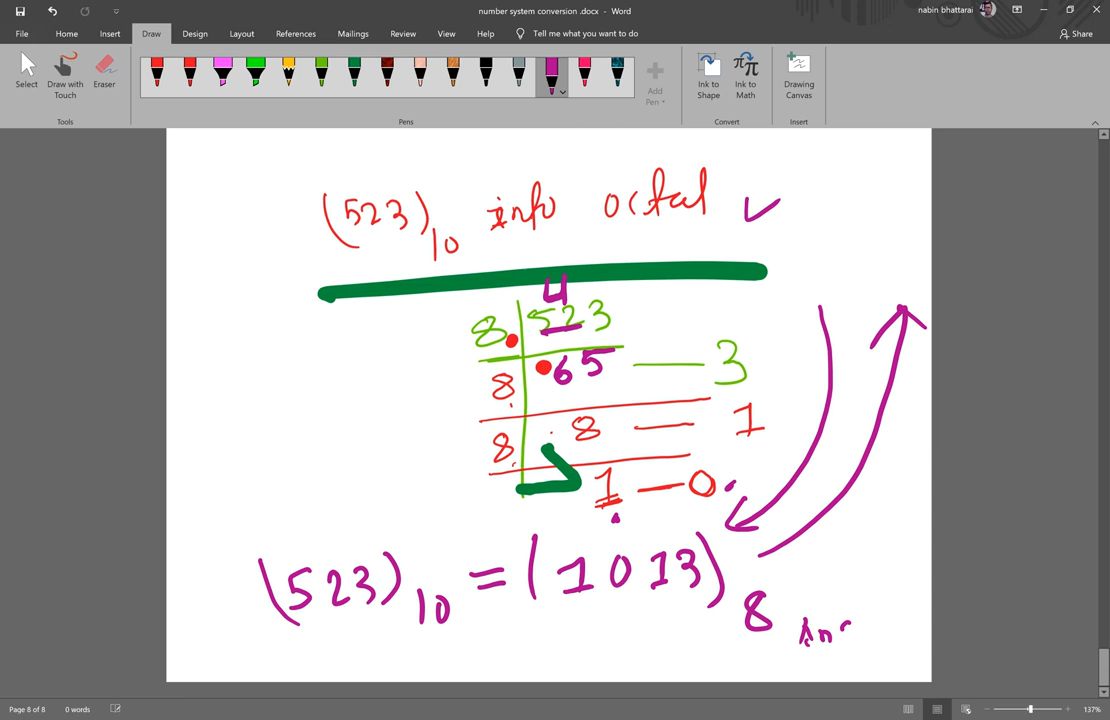 number system conversion .docx - Word
nabin bhattarai
File Home Insert Draw Design Layout References Mailings Review View Help Tell me what you want to do Share
Select Draw with Touch Eraser Add Pen Ink to Shape Ink to Math Drawing Canvas
Tools Pens Convert Insert
(523)10 info octal ✓
4
8 523
8 65 — 3
8 8 — 1
1 — 0
(523)10 = (1013)8 Ans
Page 8 of 8 0 words 137%